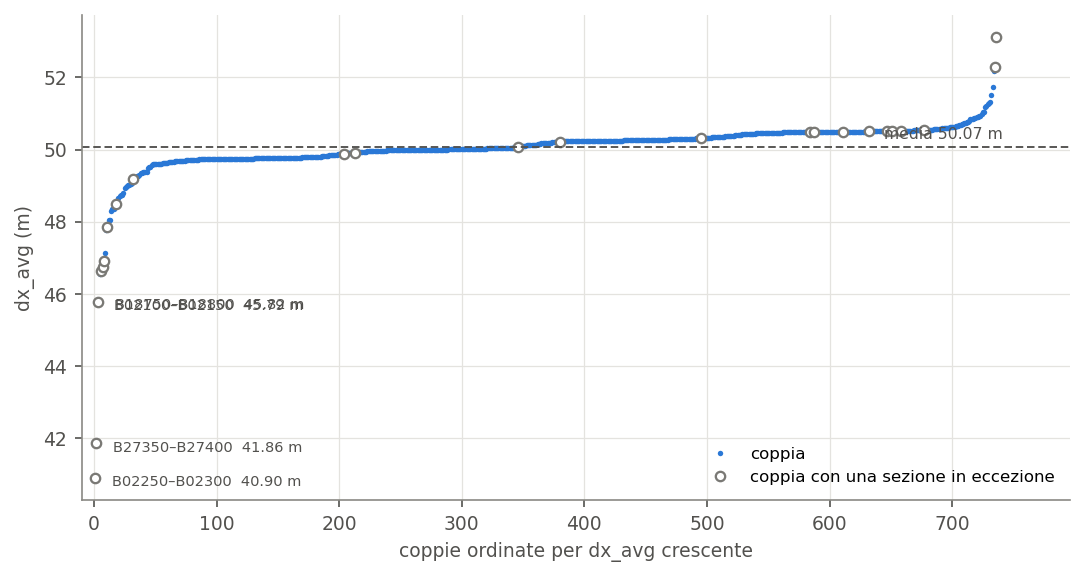 52
50
48
46
44
42
dx_avg (m)
media 50.07 m
B27350–B27400  41.86 m
B02250–B02300  40.90 m
coppia
coppia con una sezione in eccezione
0
100
200
300
400
500
600
700
coppie ordinate per dx_avg crescente